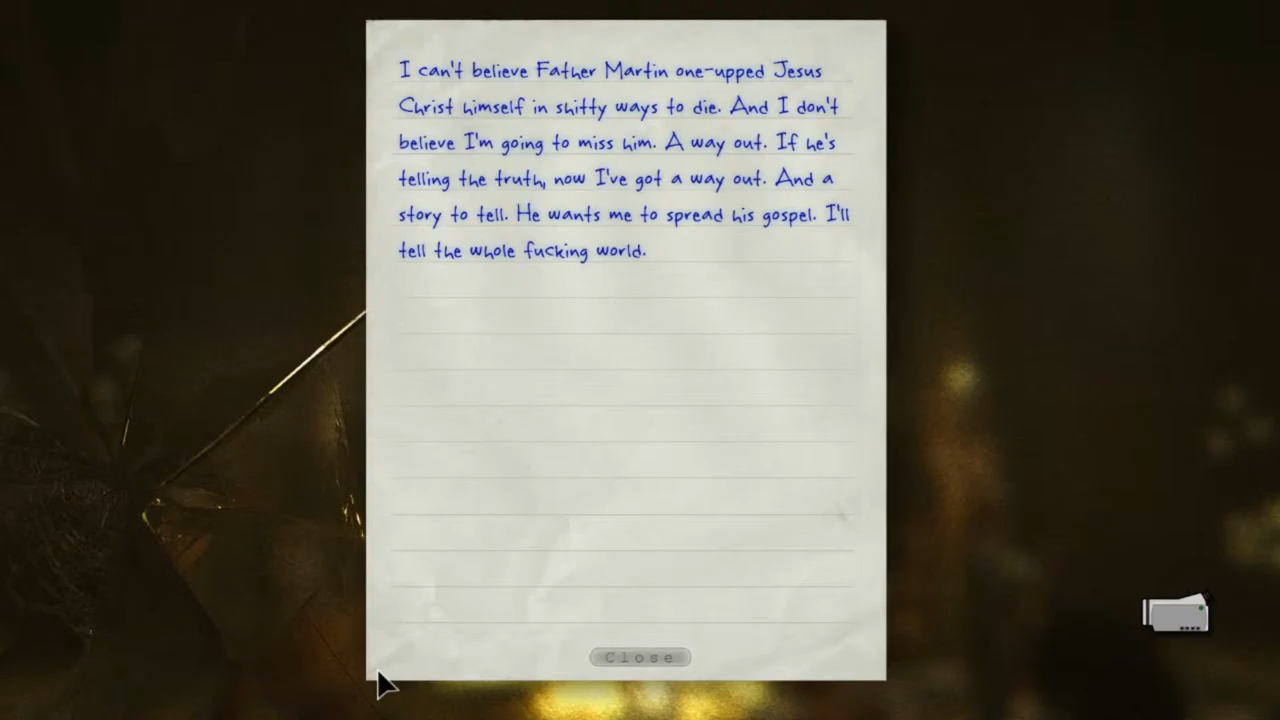 I can't believe Father Martin one-upped Jesus
Christ himself in shitty ways to die. And I don't
believe I'm going to miss him. A way out. If he's
telling the truth, now I've got a way out. And a
story to tell. He wants me to spread his gospel. I'll
tell the whole fucking world.
Close